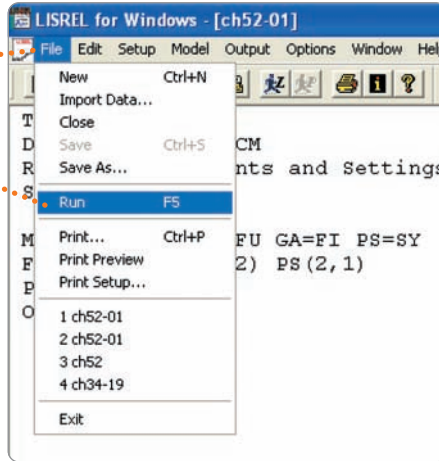 LISREL for Windows - [ch52-01]
File Edit Setup Model Output Options Window Hel
New Ctrl+N
Import Data...
Close
Save Ctrl+S
Save As...
Run F5
Print... Ctrl+P
Print Preview
Print Setup...
1 ch52-01
2 ch52-01
3 ch52
4 ch34-19
Exit
T
D CM
R nts and Settings
S
M FU GA=FI PS=SY
F 2) PS(2,1)
P
O